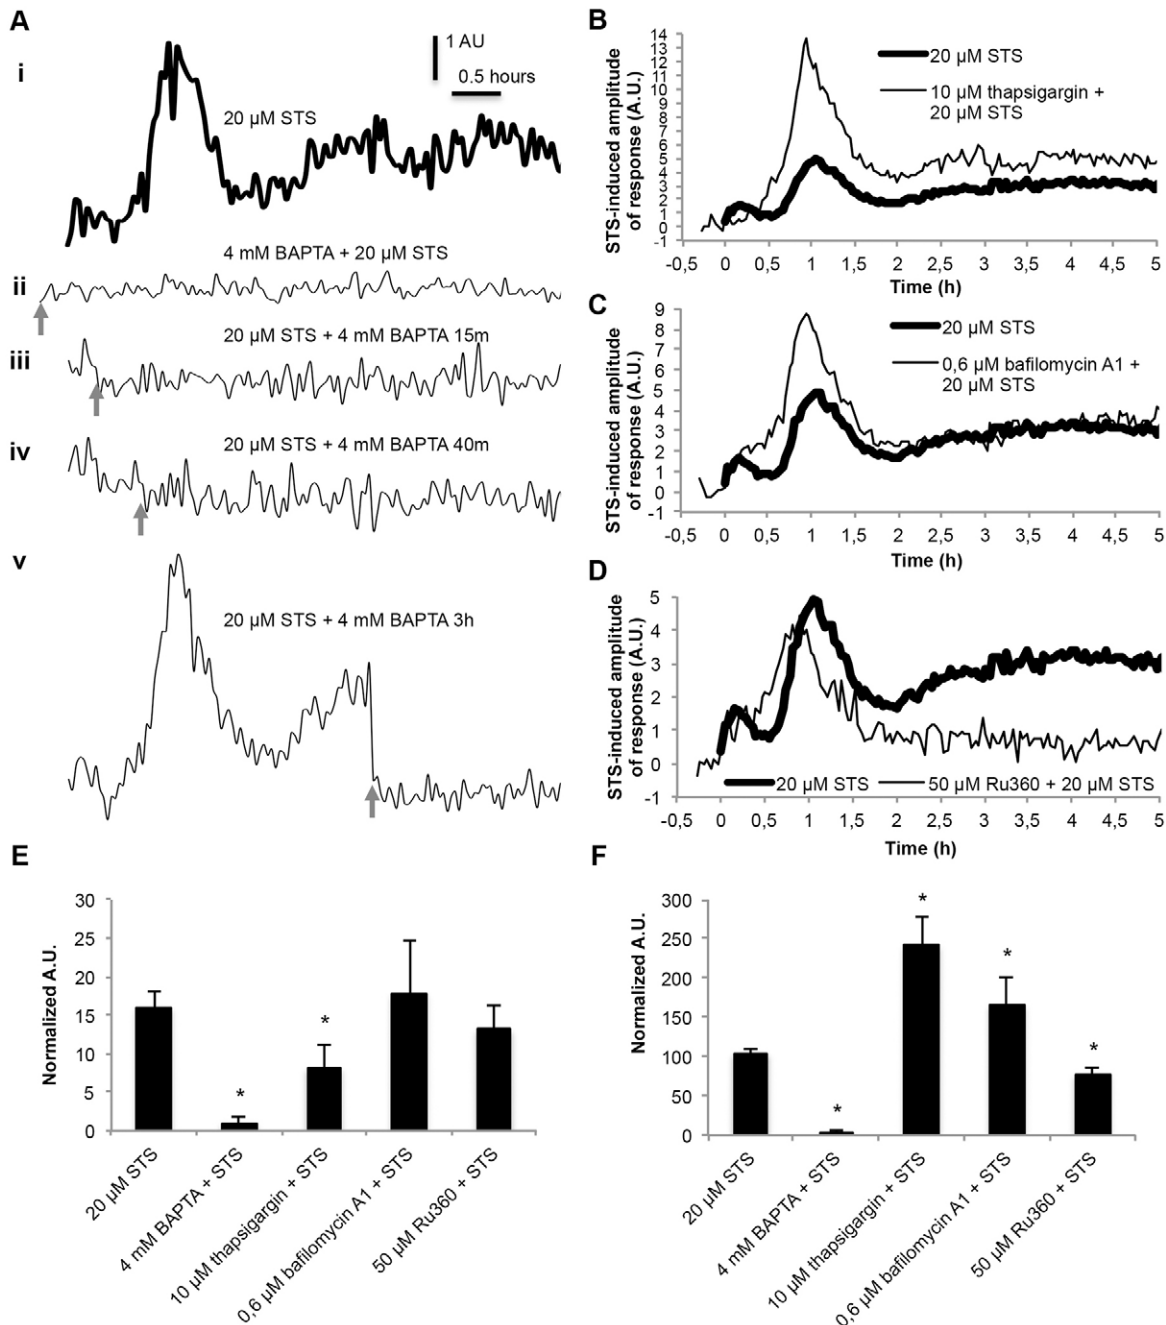 A
i
1 AU
0.5 hours
20 µM STS
4 mM BAPTA + 20 µM STS
ii
20 µM STS + 4 mM BAPTA 15m
iii
20 µM STS + 4 mM BAPTA 40m
iv
v
20 µM STS + 4 mM BAPTA 3h
B
STS-induced amplitude
of response (A.U.)
14
13
12
11
10
9
8
7
6
5
4
3
2
1
0
-1
20 µM STS
10 µM thapsigargin +
20 µM STS
-0,5 0 0,5 1 1,5 2 2,5 3 3,5 4 4,5 5
Time (h)
C
STS-induced amplitude
of response (A.U.)
9
8
7
6
5
4
3
2
1
0
-1
20 µM STS
0,6 µM bafilomycin A1 +
20 µM STS
-0,5 0 0,5 1 1,5 2 2,5 3 3,5 4 4,5 5
Time (h)
D
STS-induced amplitude
of response (A.U.)
5
4
3
2
1
0
-1
20 µM STS 50 µM Ru360 + 20 µM STS
-0,5 0 0,5 1 1,5 2 2,5 3 3,5 4 4,5 5
Time (h)
E
Normalized A.U.
30
25
20
15
10
5
0
*
*
20 µM STS
4 mM BAPTA + STS
10 µM thapsigargin + STS
0,6 µM bafilomycin A1 + STS
50 µM Ru360 + STS
F
Normalized A.U.
300
250
200
150
100
50
0
*
*
*
*
20 µM STS
4 mM BAPTA + STS
10 µM thapsigargin + STS
0,6 µM bafilomycin A1 + STS
50 µM Ru360 + STS